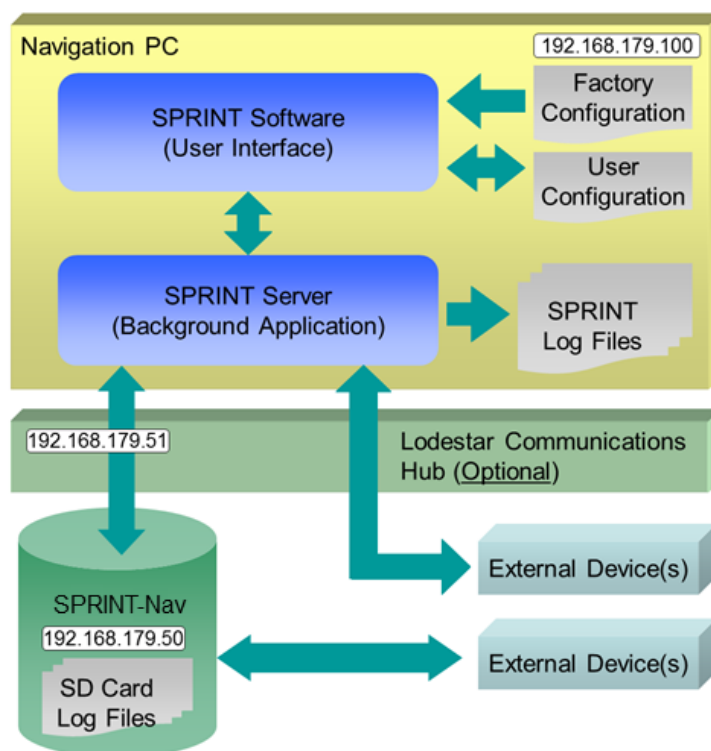 Navigation PC
192.168.179.100
SPRINT Software
(User Interface)
Factory
Configuration
User
Configuration
SPRINT Server
(Background Application)
SPRINT
Log Files
192.168.179.51
Lodestar Communications
Hub (Optional)
SPRINT-Nav
192.168.179.50
SD Card
Log Files
External Device(s)
External Device(s)